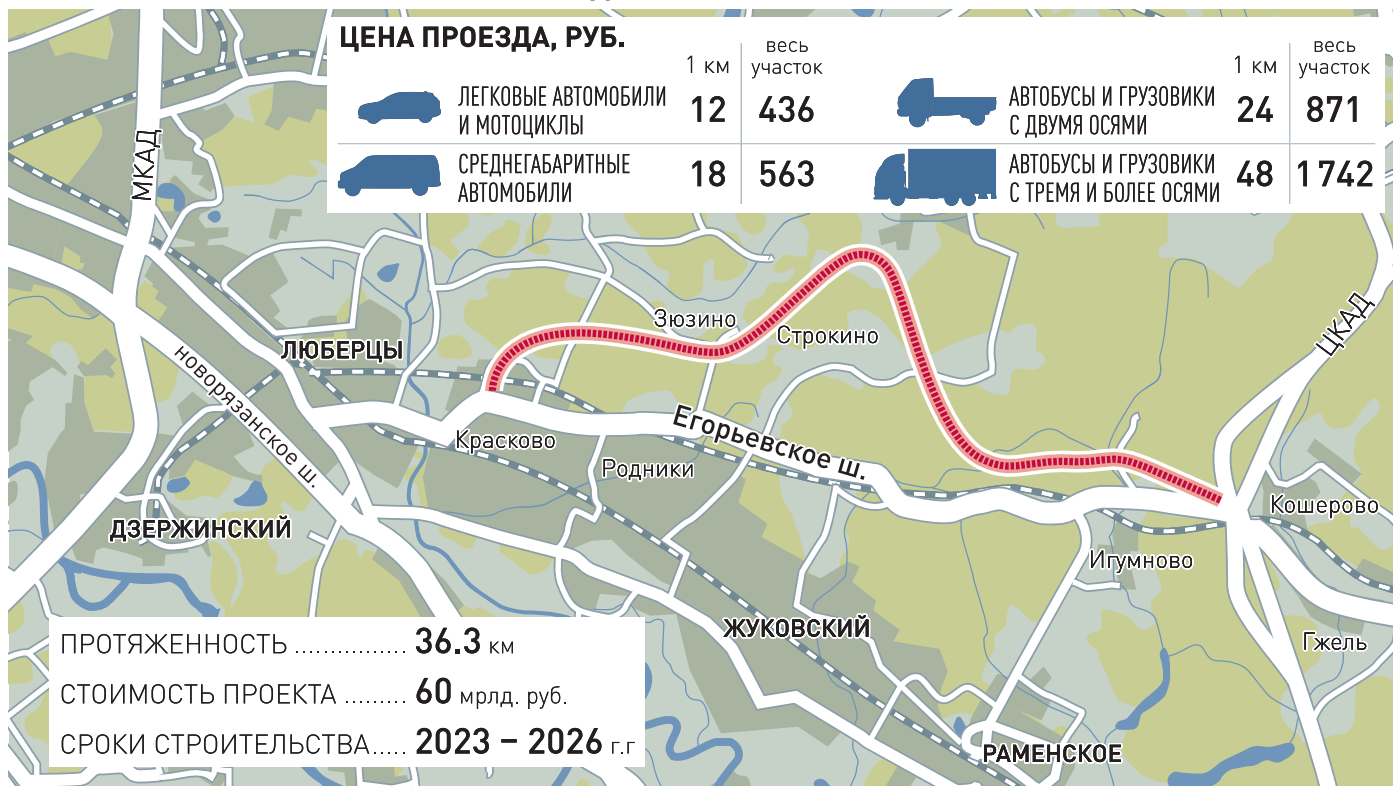 ЦЕНА ПРОЕЗДА, РУБ.
1 км
весь
участок
ЛЕГКОВЫЕ АВТОМОБИЛИ
И МОТОЦИКЛЫ
12
436
СРЕДНЕГАБАРИТНЫЕ
АВТОМОБИЛИ
18
563
1 км
весь
участок
АВТОБУСЫ И ГРУЗОВИКИ
С ДВУМЯ ОСЯМИ
24
871
АВТОБУСЫ И ГРУЗОВИКИ
С ТРЕМЯ И БОЛЕЕ ОСЯМИ
48
1 742
МКАД
ЦКАД
Зюзино
Строкино
ЛЮБЕРЦЫ
новорязанское ш.
Егорьевское ш.
Красково
Родники
Кошерово
ДЗЕРЖИНСКИЙ
Игумново
ЖУКОВСКИЙ
Гжель
РАМЕНСКОЕ
ПРОТЯЖЕННОСТЬ ................ 36.3 км
СТОИМОСТЬ ПРОЕКТА ......... 60 мрлд. руб.
СРОКИ СТРОИТЕЛЬСТВА..... 2023 – 2026 г.г